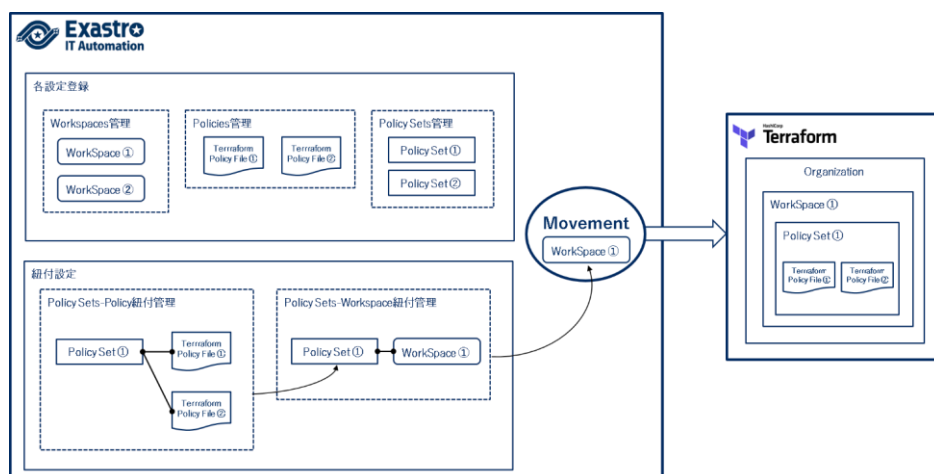 Exastro
IT Automation
各設定登録
Workspaces管理
WorkSpace①
WorkSpace②
Policies管理
Terrraform
Policy File①
Terrraform
Policy File②
Policy Sets管理
Policy Set①
Policy Set②
紐付設定
Policy Sets-Policy紐付管理
Policy Set①
Terrraform
Policy File①
Terrraform
Policy File②
Policy Sets-Workspace紐付管理
Policy Set①
WorkSpace①
Movement
WorkSpace①
HashiCorp
Terraform
Organization
WorkSpace①
Policy Set①
Terraform
Policy File①
Terraform
Policy File②